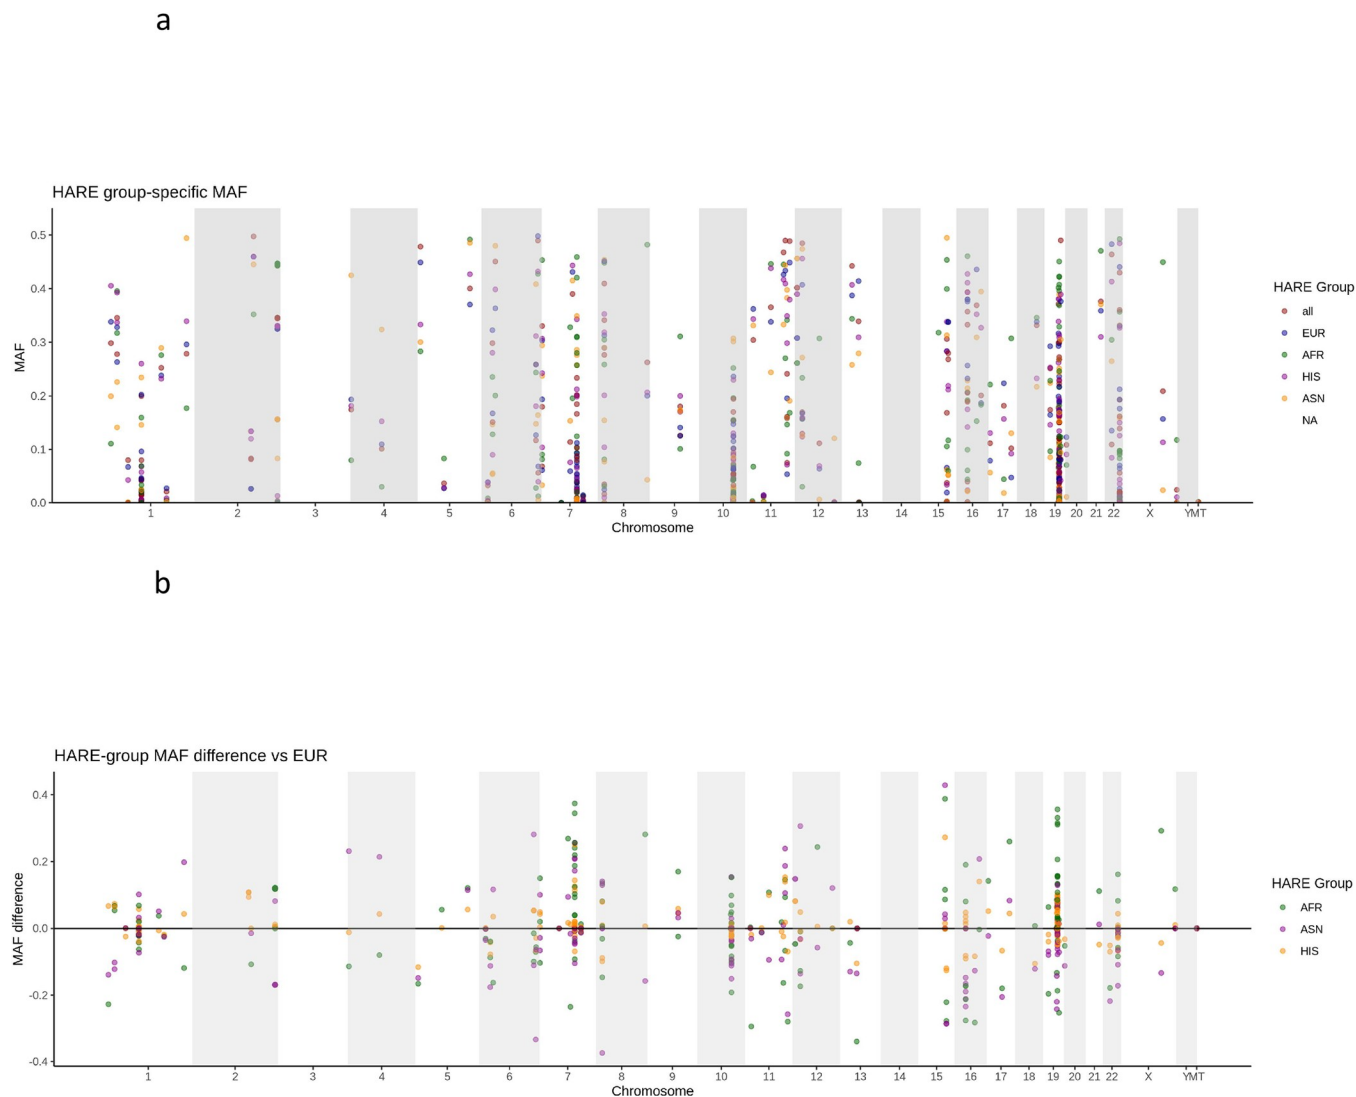 a
HARE group-specific MAF
0.5
0.4
0.3
0.2
0.1
0.0
MAF
1 2 3 4 5 6 7 8 9 10 11 12 13 14 15 16 17 18 19 20 21 22 X YMT
Chromosome
HARE Group
all
EUR
AFR
HIS
ASN
NA
b
HARE-group MAF difference vs EUR
0.4
0.2
0.0
-0.2
-0.4
MAF difference
1 2 3 4 5 6 7 8 9 10 11 12 13 14 15 16 17 18 19 20 21 22 X YMT
Chromosome
HARE Group
AFR
ASN
HIS